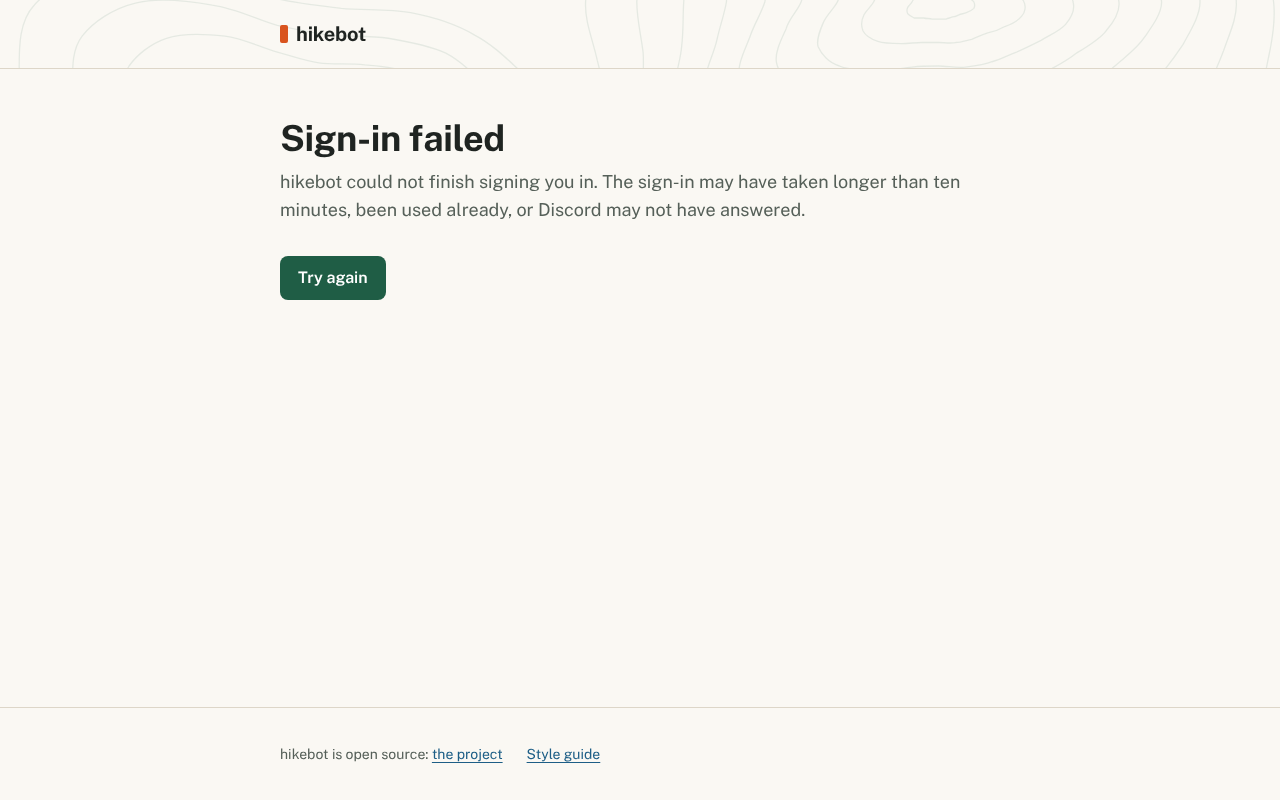 hikebot
Sign-in failed
hikebot could not finish signing you in. The sign-in may have taken longer than ten
minutes, been used already, or Discord may not have answered.
Try again
hikebot is open source: the project Style guide